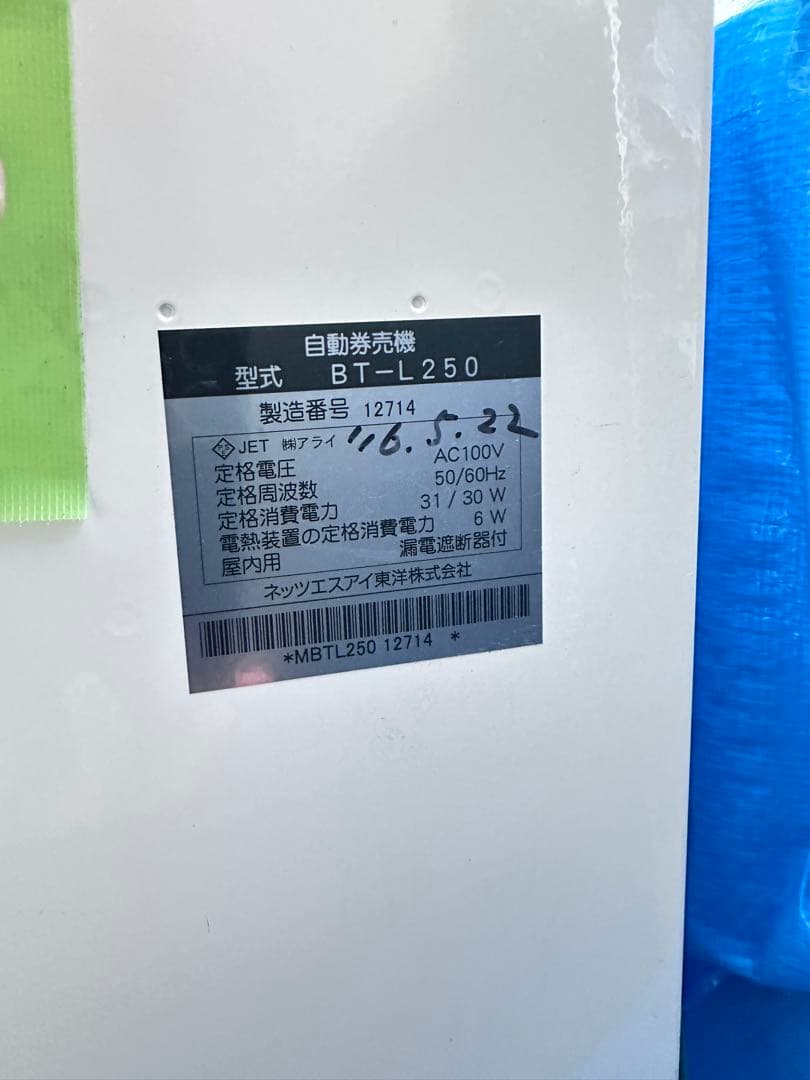 自動券売機
型式 BT-L250
製造番号 12714
JET ㈱アライ '16.5.22
定格電圧 AC100V
定格周波数 50/60Hz
定格消費電力 31/30W
電熱装置の定格消費電力 6W
屋内用 漏電遮断器付
ネッツエスアイ東洋株式会社
*MBTL250 12714 *